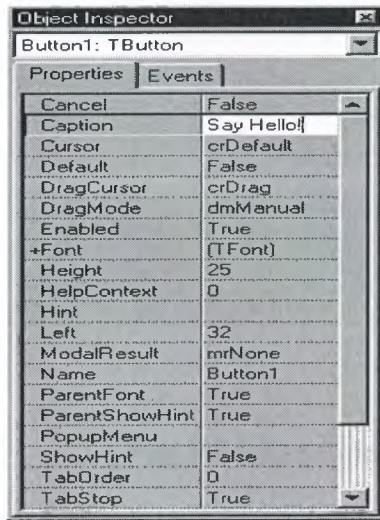 Object Inspector
Button1: TButton
Properties Events
Cancel False
Caption Say Hello!
Cursor crDefault
Default False
DragCursor crDrag
DragMode dmManual
Enabled True
+Font (TFont)
Height 25
HelpContext 0
Hint
Left 32
ModalResult mrNone
Name Button1
ParentFont True
ParentShowHint True
PopupMenu
ShowHint False
TabOrder 0
TabStop True